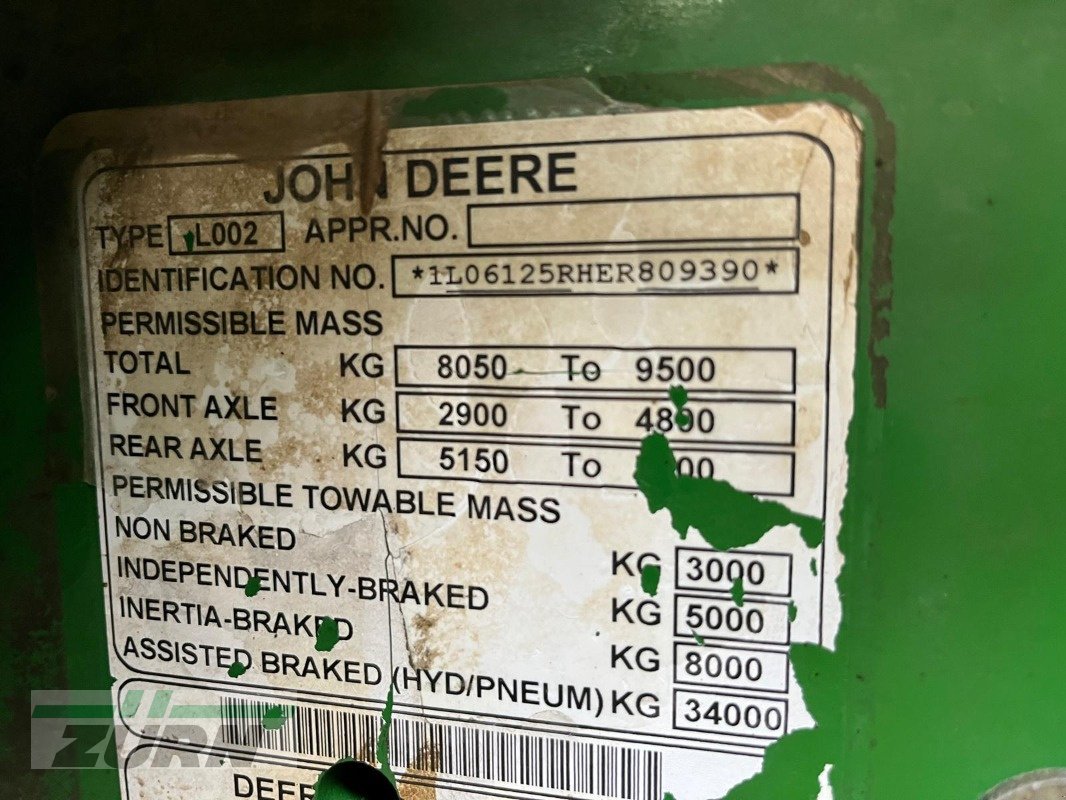 JOHN DEERE
TYPE L002 APPR.NO.
IDENTIFICATION NO. *1L06125RHER809390*
PERMISSIBLE MASS
TOTAL KG 8050 To 9500
FRONT AXLE KG 2900 To 4800
REAR AXLE KG 5150 To
PERMISSIBLE TOWABLE MASS
NON BRAKED KG 3000
INDEPENDENTLY-BRAKED KG 5000
INERTIA-BRAKED KG 8000
ASSISTED BRAKED (HYD/PNEUM) KG 34000
ZÜRN